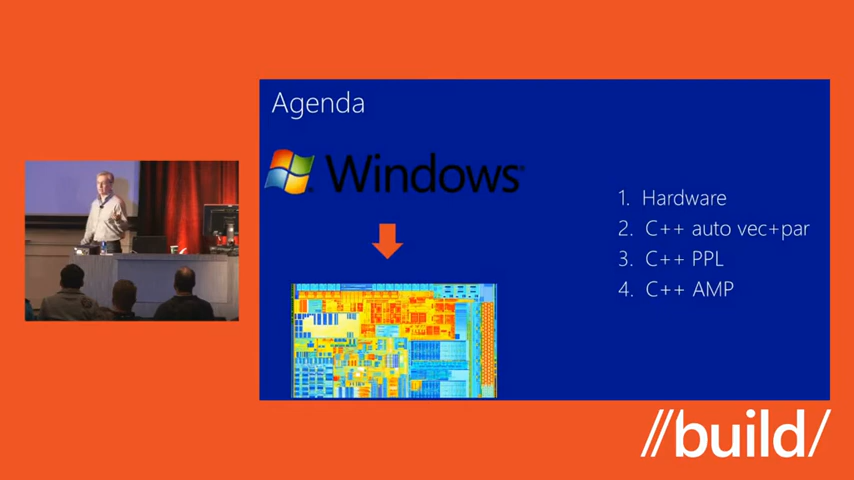 Agenda
Windows
1. Hardware
2. C++ auto vec+par
3. C++ PPL
4. C++ AMP
//build/